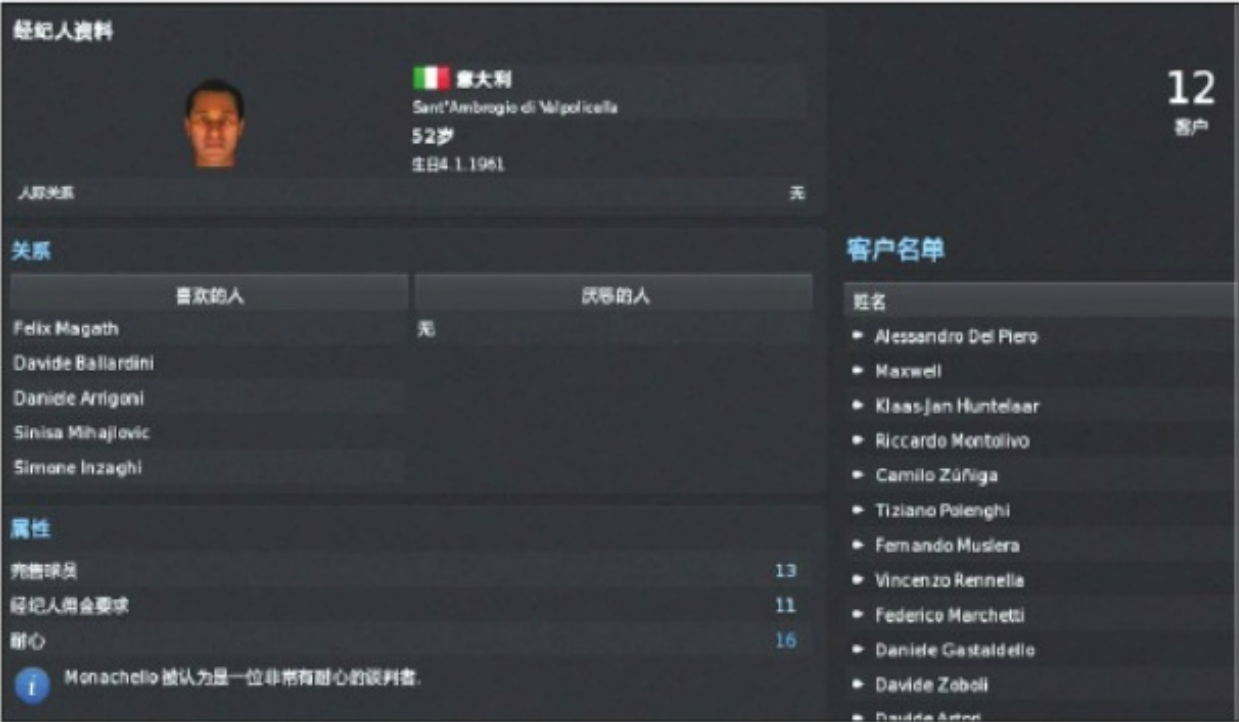 经纪人资料
意大利
Sant'Ambrogio di Valpolicella
52岁
生日4.1.1961
人际关系 无
12
客户
关系
喜欢的人 厌恶的人
Felix Magath 无
Davide Ballardini
Daniele Arrigoni
Sinisa Mihajlovic
Simone Inzaghi
属性
兜售球员 13
经纪人佣金要求 11
耐心 16
Monachello 被认为是一位非常有耐心的谈判者.
客户名单
姓名
Alessandro Del Piero
Maxwell
Klaas-Jan Huntelaar
Riccardo Montolivo
Camilo Zúñiga
Tiziano Polenghi
Fernando Muslera
Vincenzo Rennella
Federico Marchetti
Daniele Gastaldello
Davide Zoboli
Davide Astori